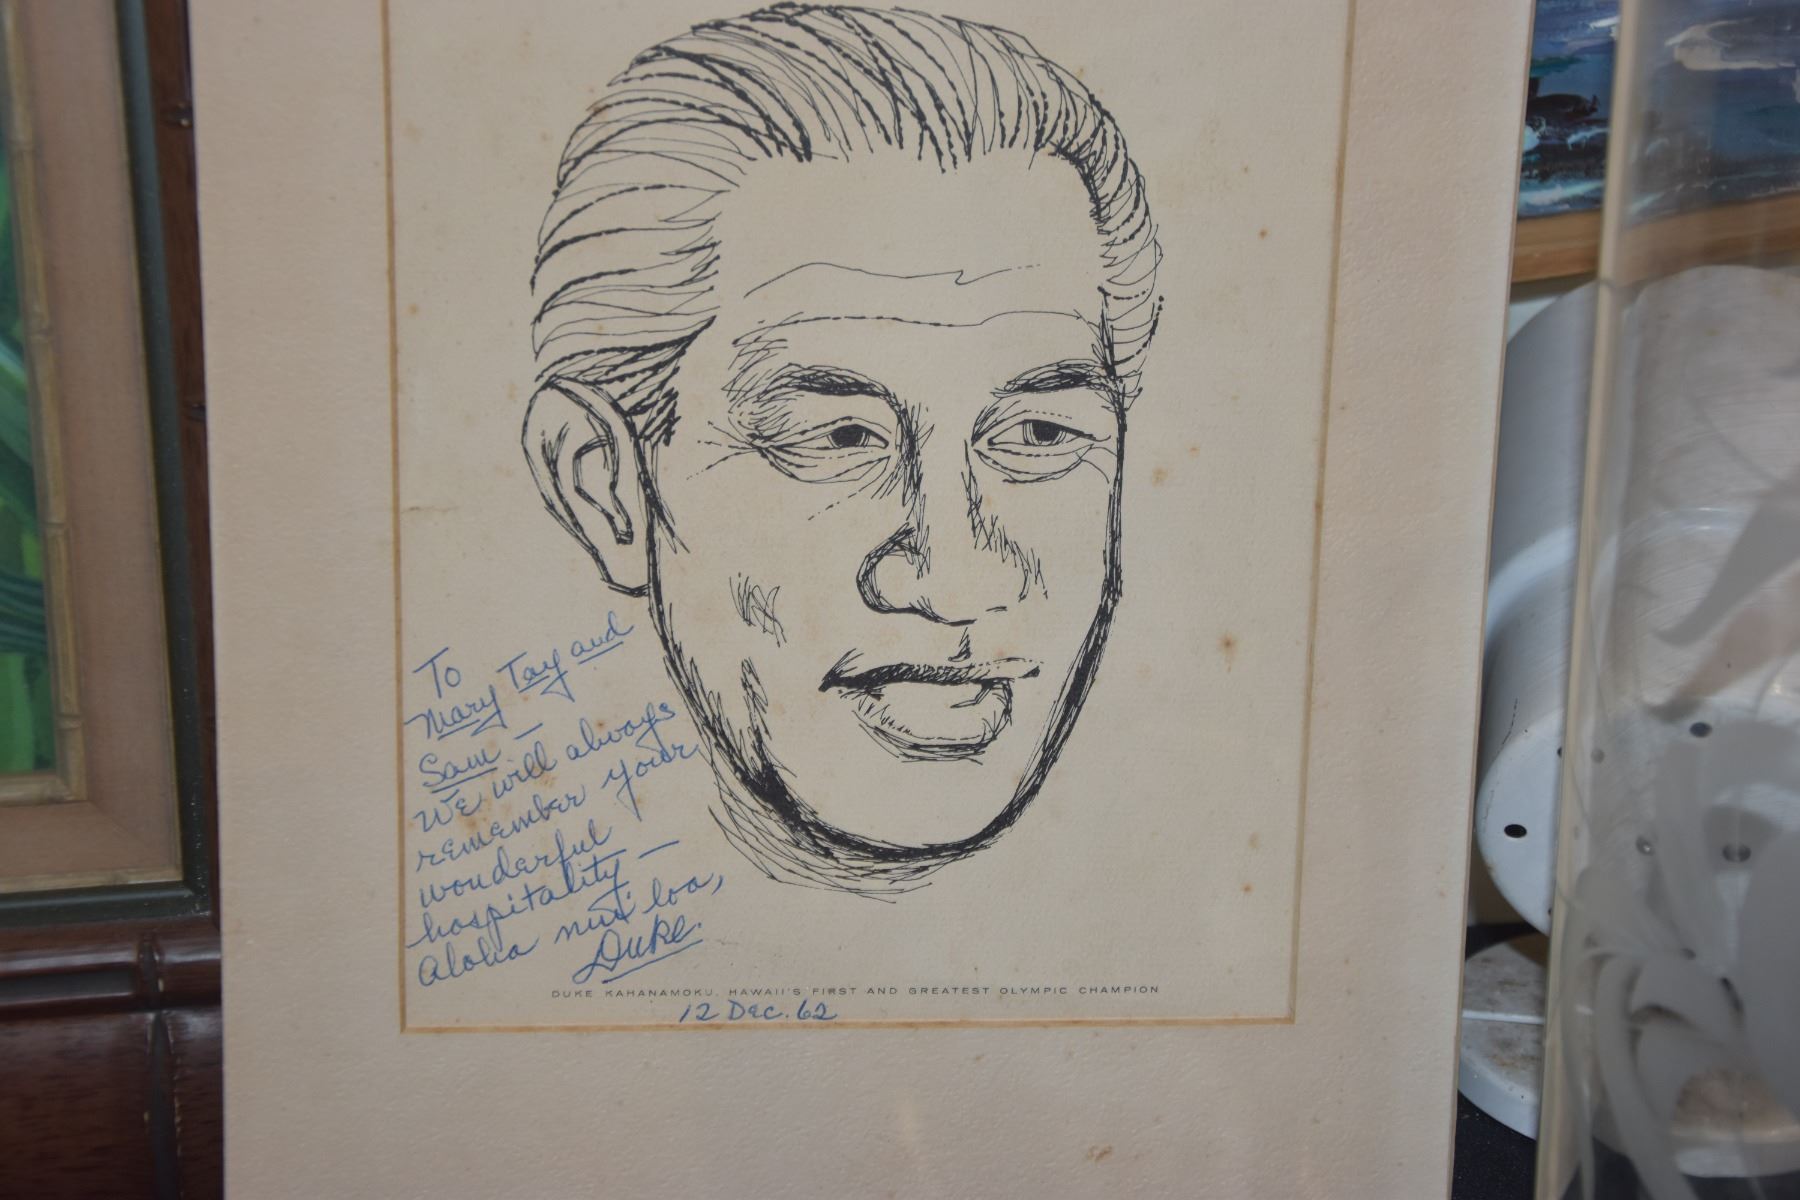 To
Mary Tay and
Sam –
We will always
remember your
wonderful
hospitality –
Aloha nui loa,
Duke.
DUKE KAHANAMOKU, HAWAII'S FIRST AND GREATEST OLYMPIC CHAMPION
12 Dec. 62